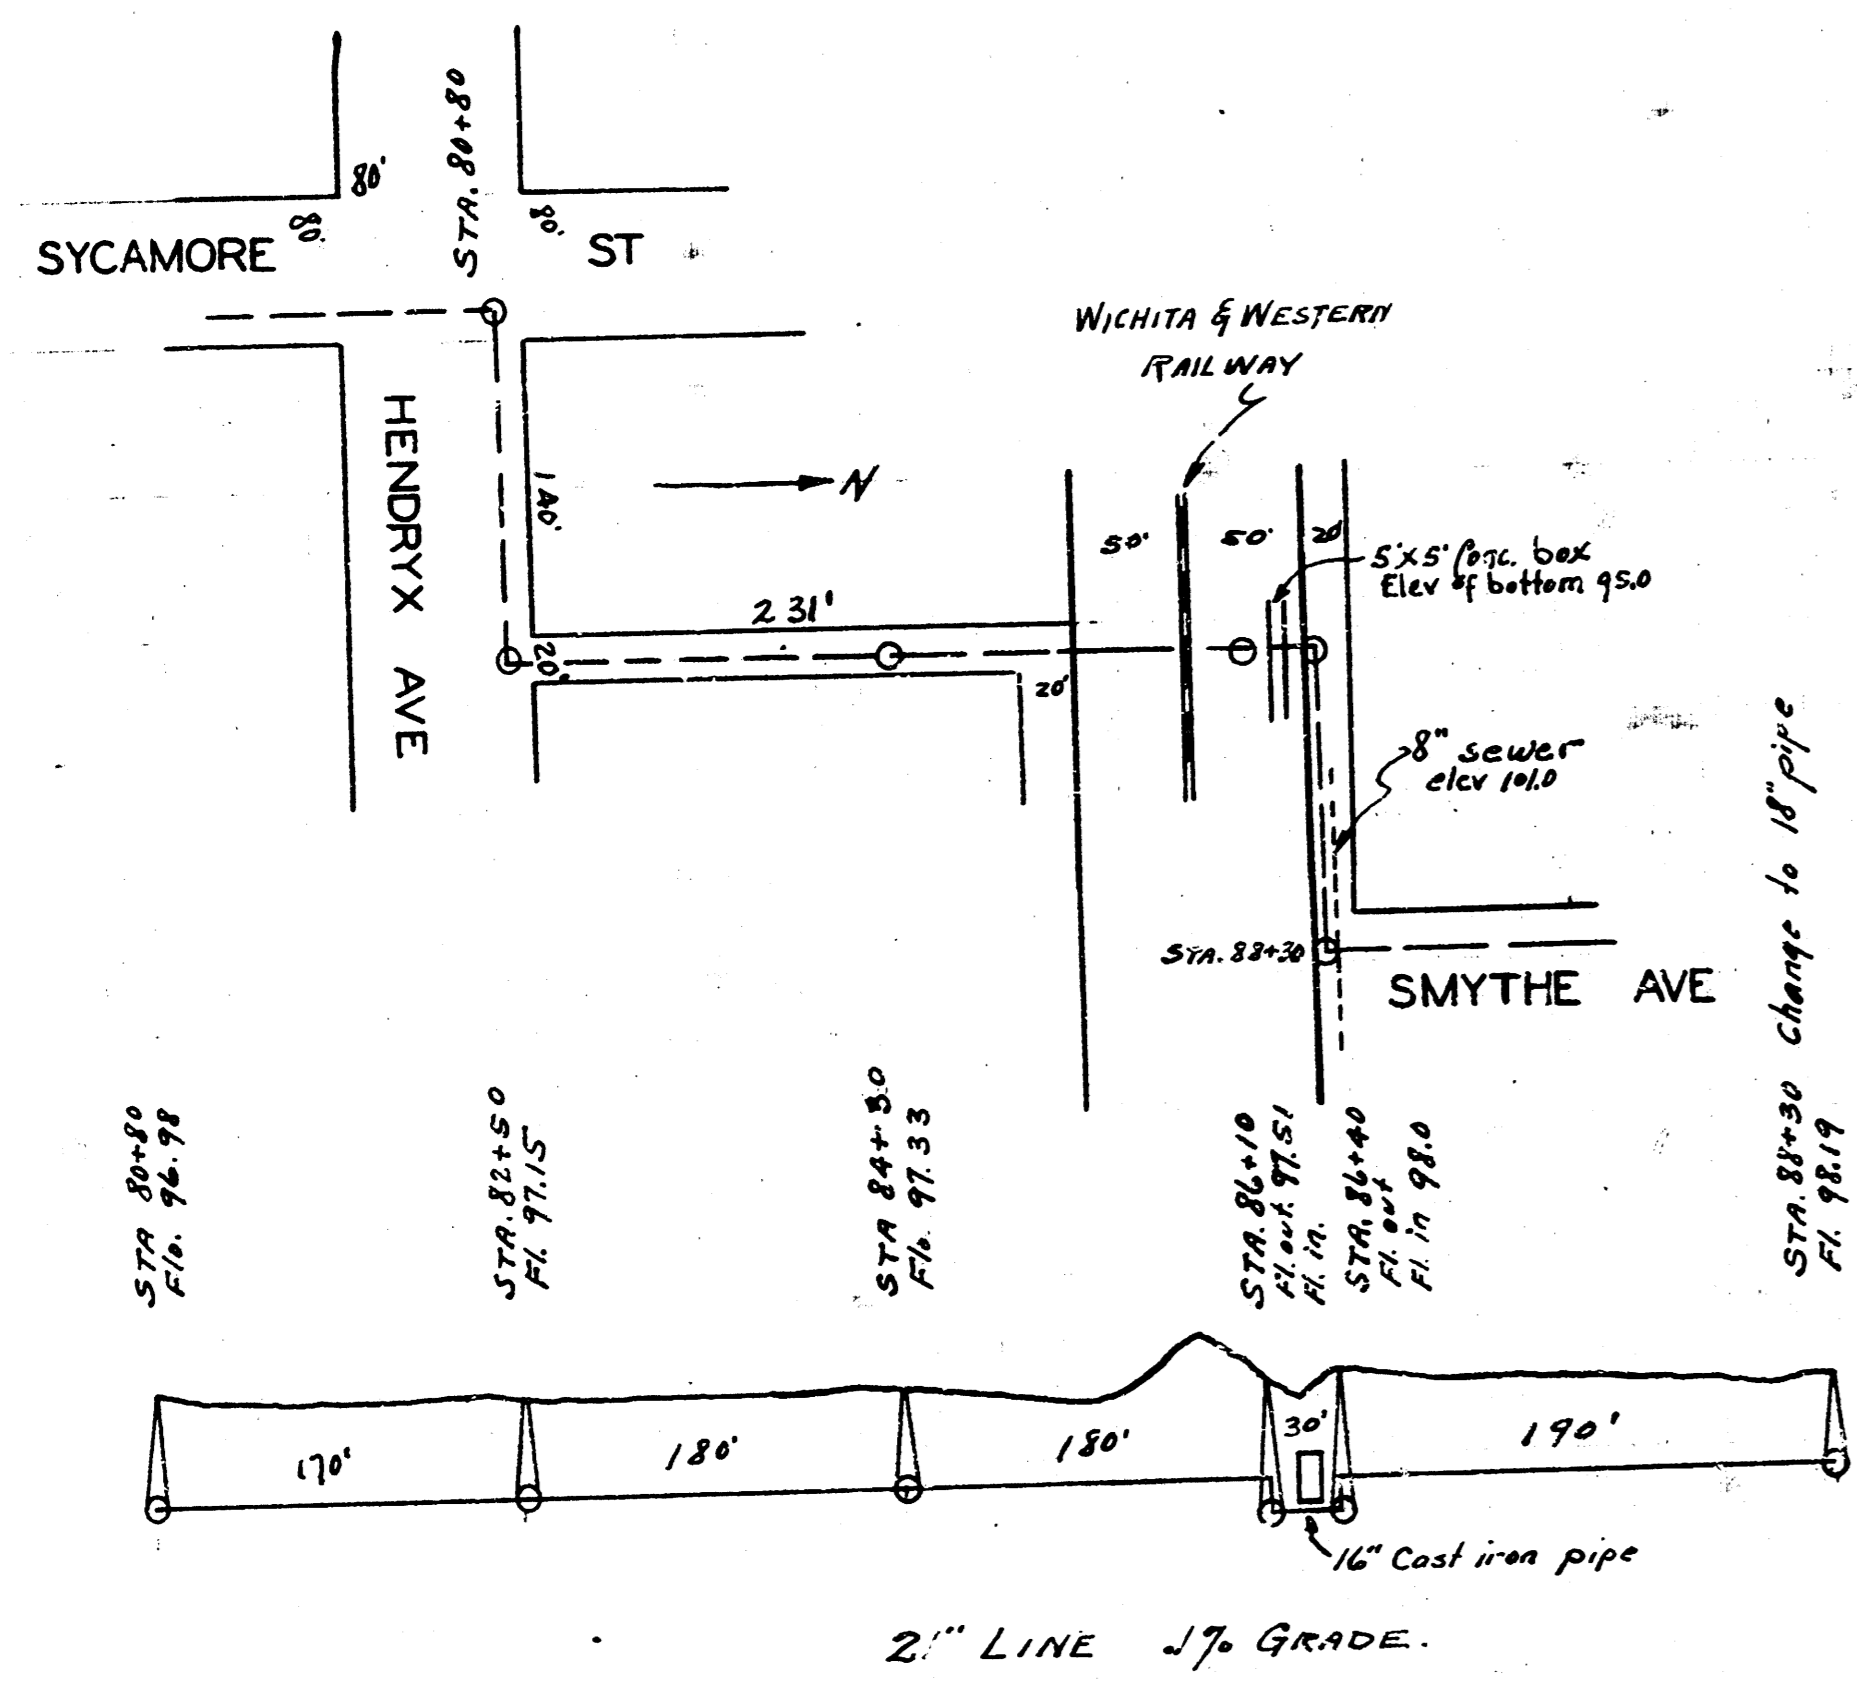 STA. 80+80
80'
80'
80'
SYCAMORE ST
WICHITA & WESTERN
RAILWAY
HENDRYX AVE
140'
N
50'
50'
20'
5'x5' Conc. box
Elev of bottom 95.0
231'
20'
20'
8" sewer
elev 101.0
STA. 88+30
SMYTHE AVE
STA 80+80
Flo. 96.98
STA. 82+50
Fl. 97.15
STA 84+30
Flo. 97.33
STA. 86+10
Fl. out. 97.51
Fl. in.
STA. 86+40
Fl. out
Fl. in 98.0
STA. 88+30 Change to 18" pipe
Fl. 98.19
170'
180'
180'
30'
190'
16" Cast iron pipe
21" LINE .1% GRADE.